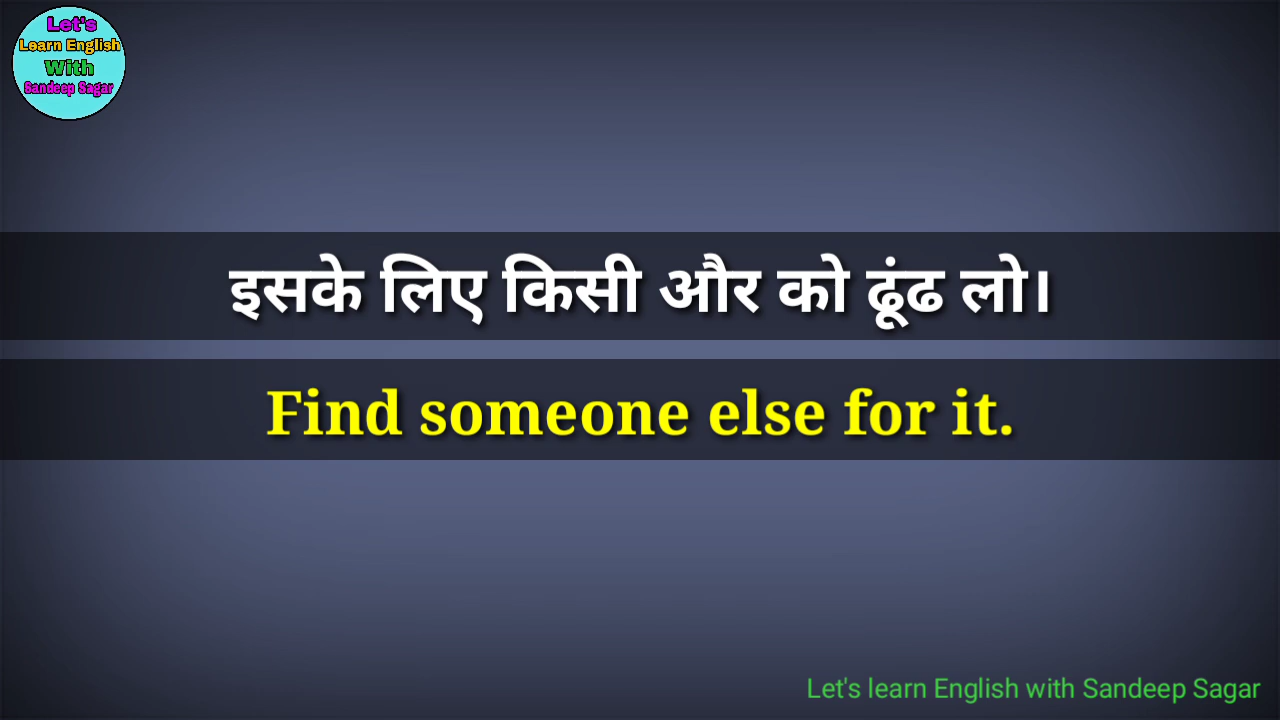 Let's
Learn English
With
Sandeep Sagar
इसके लिए किसी और को ढूंढ लो।
Find someone else for it.
Let's learn English with Sandeep Sagar